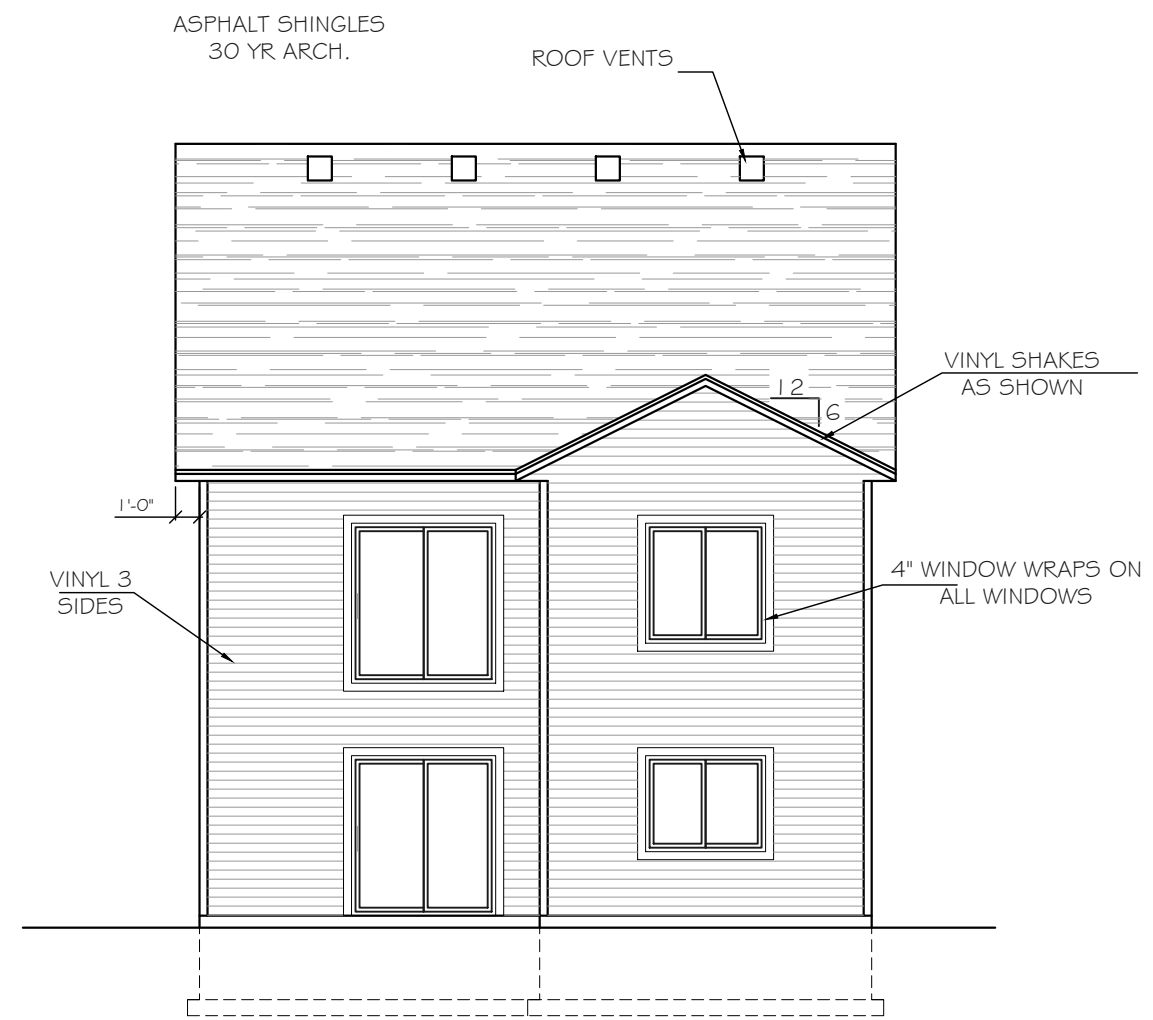 ASPHALT SHINGLES
30 YR ARCH.
ROOF VENTS
VINYL SHAKES
AS SHOWN
12
6
1'-0"
4" WINDOW WRAPS ON
ALL WINDOWS
VINYL 3
SIDES